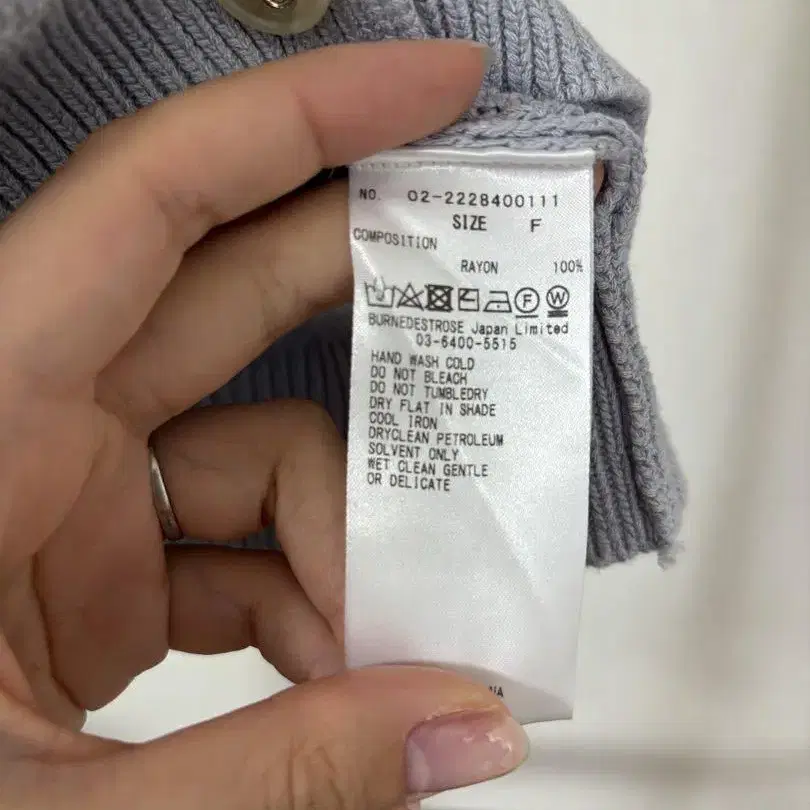 NO. 02-2228400111
SIZE F
COMPOSITION
RAYON 100%
F W
BURNEDESTROSE Japan Limited
03-6400-5515
HAND WASH COLD
DO NOT BLEACH
DO NOT TUMBLEDRY
DRY FLAT IN SHADE
COOL IRON
DRYCLEAN PETROLEUM
SOLVENT ONLY
WET CLEAN GENTLE
OR DELICATE